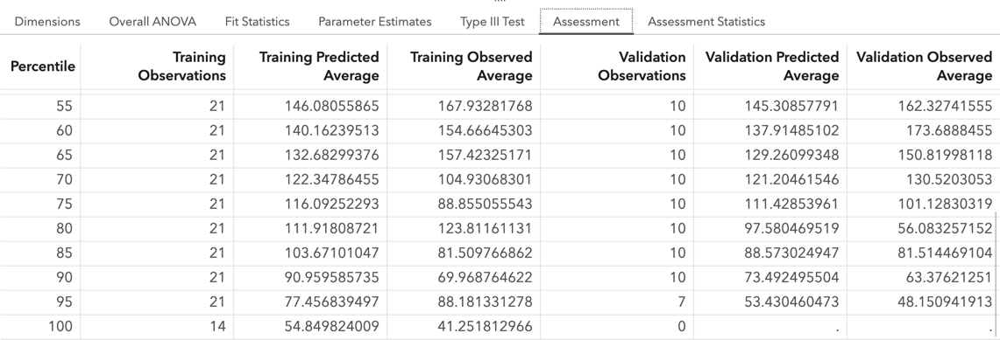 Dimensions Overall ANOVA Fit Statistics Parameter Estimates Type III Test Assessment Assessment Statistics
Percentile Training Observations Training Predicted Average Training Observed Average Validation Observations Validation Predicted Average Validation Observed Average
55 21 146.08055865 167.93281768 10 145.30857791 162.32741555
60 21 140.16239513 154.66645303 10 137.91485102 173.6888455
65 21 132.68299376 157.42325171 10 129.26099348 150.81998118
70 21 122.34786455 104.93068301 10 121.20461546 130.5203053
75 21 116.09252293 88.855055543 10 111.42853961 101.12830319
80 21 111.91808721 123.81161131 10 97.580469519 56.083257152
85 21 103.67101047 81.509766862 10 88.573024947 81.514469104
90 21 90.959585735 69.968764622 10 73.492495504 63.37621251
95 21 77.456839497 88.181331278 7 53.430460473 48.150941913
100 14 54.849824009 41.251812966 0 . .